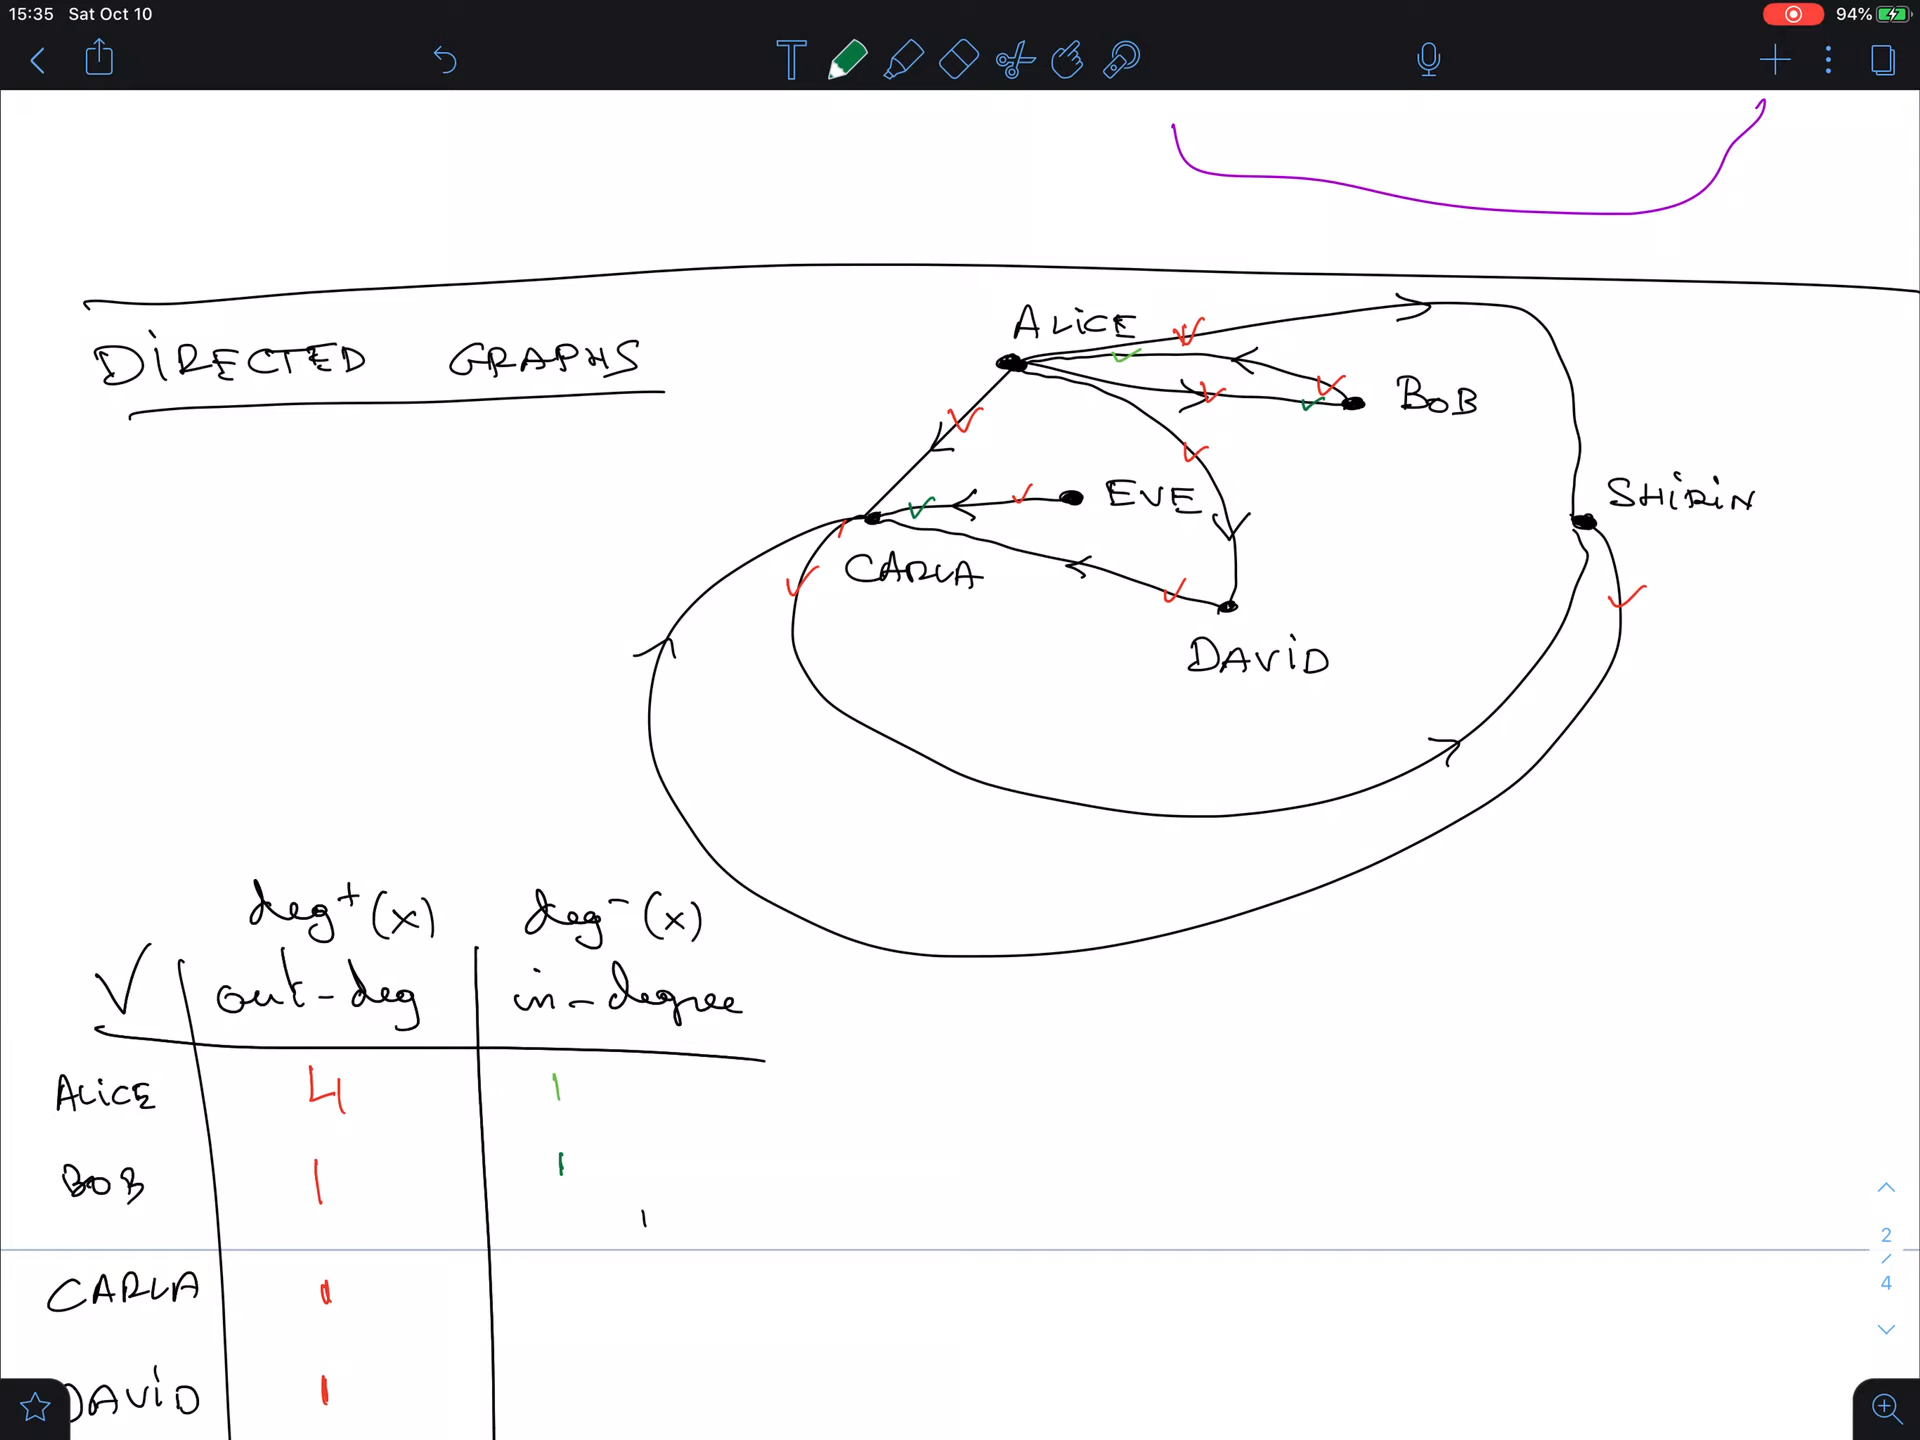 15:35 Sat Oct 10
94%
T
ALiCE
DiRECTED GRAPHS
BOB
EVE
SHiRiN
CARLA
DAViD
deg⁺(x) deg⁻(x)
V out-deg in-degree
ALiCE 4 1
BOB 1 1
2
/
4
CARLA 1
DAViD 1